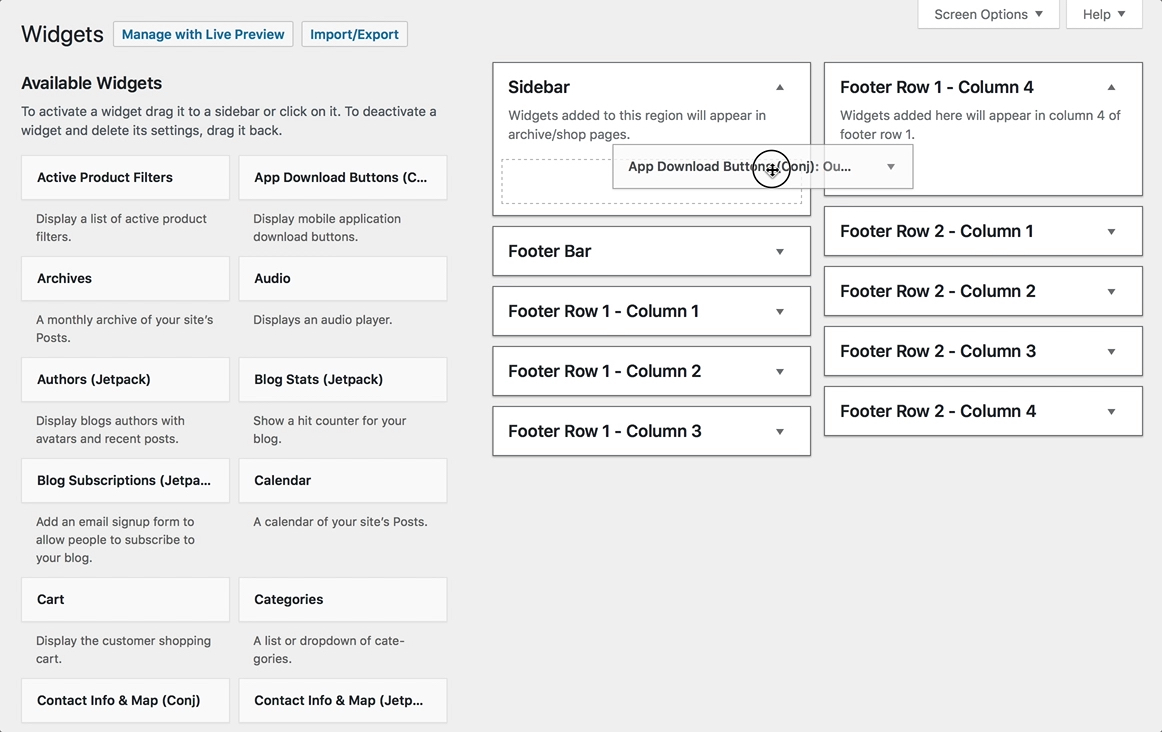 Screen Options
Help
Widgets
Manage with Live Preview
Import/Export
Available Widgets
To activate a widget drag it to a sidebar or click on it. To deactivate a
widget and delete its settings, drag it back.
Active Product Filters
Display a list of active product
filters.
App Download Buttons (C...
Display mobile application
download buttons.
Archives
A monthly archive of your site's
Posts.
Audio
Displays an audio player.
Authors (Jetpack)
Display blogs authors with
avatars and recent posts.
Blog Stats (Jetpack)
Show a hit counter for your
blog.
Blog Subscriptions (Jetpa...
Add an email signup form to
allow people to subscribe to
your blog.
Calendar
A calendar of your site's Posts.
Cart
Display the customer shopping
cart.
Categories
A list or dropdown of cate-
gories.
Contact Info & Map (Conj)
Contact Info & Map (Jetp...
Sidebar
Widgets added to this region will appear in
archive/shop pages.
App Download Buttons (Conj): Ou...
Footer Bar
Footer Row 1 - Column 1
Footer Row 1 - Column 2
Footer Row 1 - Column 3
Footer Row 1 - Column 4
Widgets added here will appear in column 4 of
footer row 1.
Footer Row 2 - Column 1
Footer Row 2 - Column 2
Footer Row 2 - Column 3
Footer Row 2 - Column 4